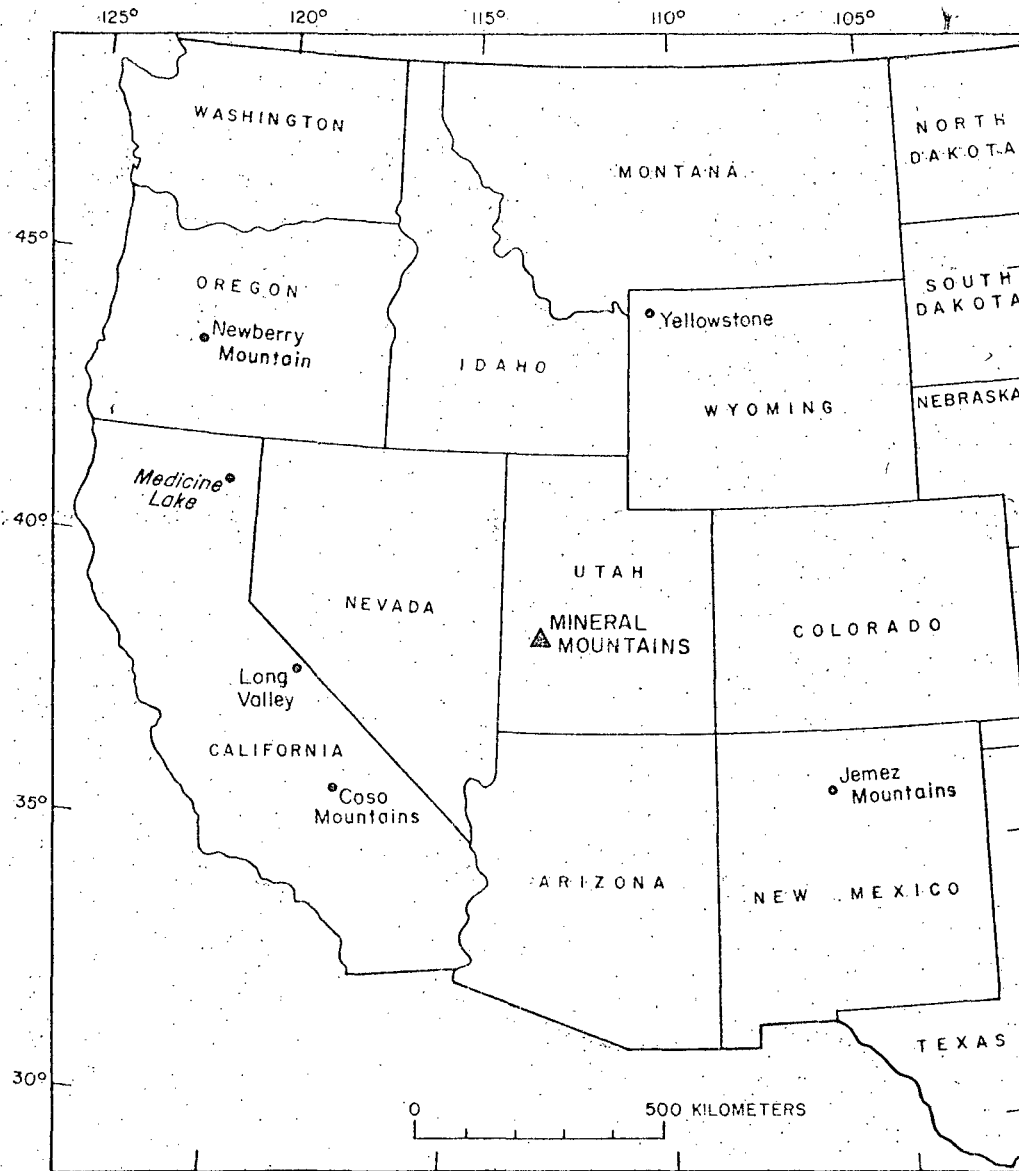 125° 120° 115° 110° 105°
WASHINGTON
NORTH
DAKOTA
MONTANA
45°
OREGON
SOUTH
DAKOTA
Newberry
Mountain
Yellowstone
IDAHO
WYOMING
NEBRASKA
Medicine
Lake
40°
UTAH
NEVADA
MINERAL
MOUNTAINS
COLORADO
Long
Valley
CALIFORNIA
Jemez
Mountains
35°
Coso
Mountains
ARIZONA
NEW MEXICO
TEXAS
30°
0 500 KILOMETERS